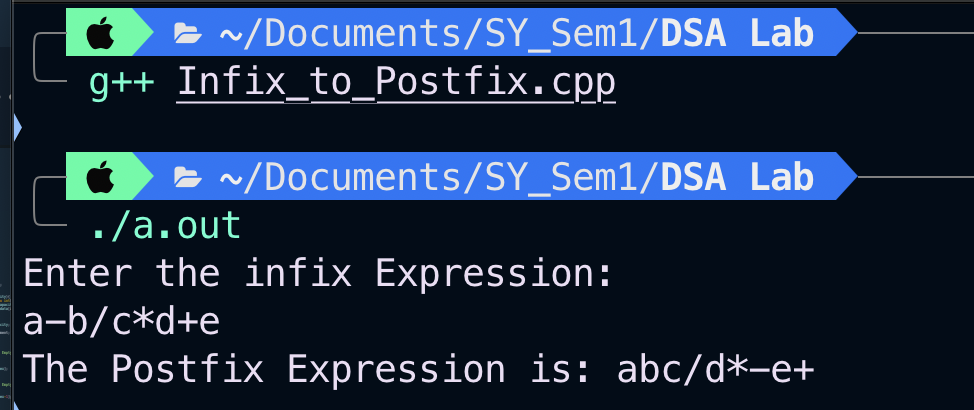 ~/Documents/SY_Sem1/DSA Lab
g++ Infix_to_Postfix.cpp
~/Documents/SY_Sem1/DSA Lab
./a.out
Enter the infix Expression:
a-b/c*d+e
The Postfix Expression is: abc/d*-e+